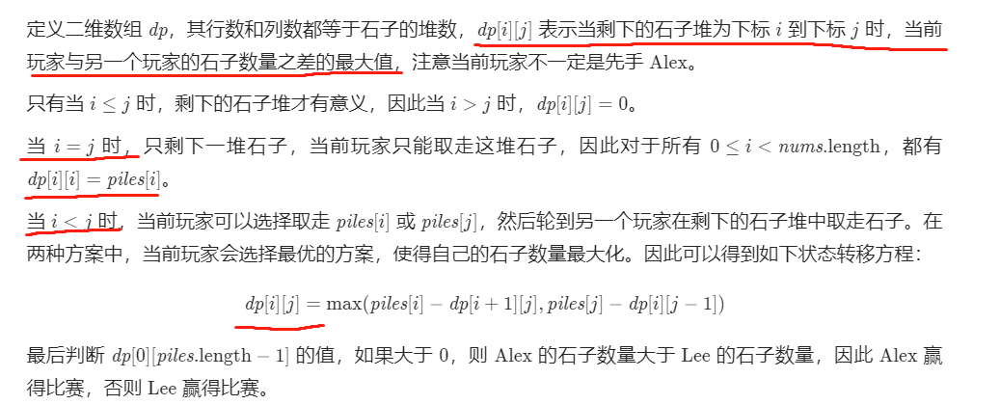 定义二维数组 dp，其行数和列数都等于石子的堆数，dp[i][j] 表示当剩下的石子堆为下标 i 到下标 j 时，当前
玩家与另一个玩家的石子数量之差的最大值，注意当前玩家不一定是先手 Alex。
只有当 i ≤ j 时，剩下的石子堆才有意义，因此当 i > j 时，dp[i][j] = 0。
当 i = j 时，只剩下一堆石子，当前玩家只能取走这堆石子，因此对于所有 0 ≤ i < nums.length，都有
dp[i][i] = piles[i]。
当 i < j 时，当前玩家可以选择取走 piles[i] 或 piles[j]，然后轮到另一个玩家在剩下的石子堆中取走石子。在
两种方案中，当前玩家会选择最优的方案，使得自己的石子数量最大化。因此可以得到如下状态转移方程：
dp[i][j] = max(piles[i] − dp[i + 1][j], piles[j] − dp[i][j − 1])
最后判断 dp[0][piles.length − 1] 的值，如果大于 0，则 Alex 的石子数量大于 Lee 的石子数量，因此 Alex 赢
得比赛，否则 Lee 赢得比赛。